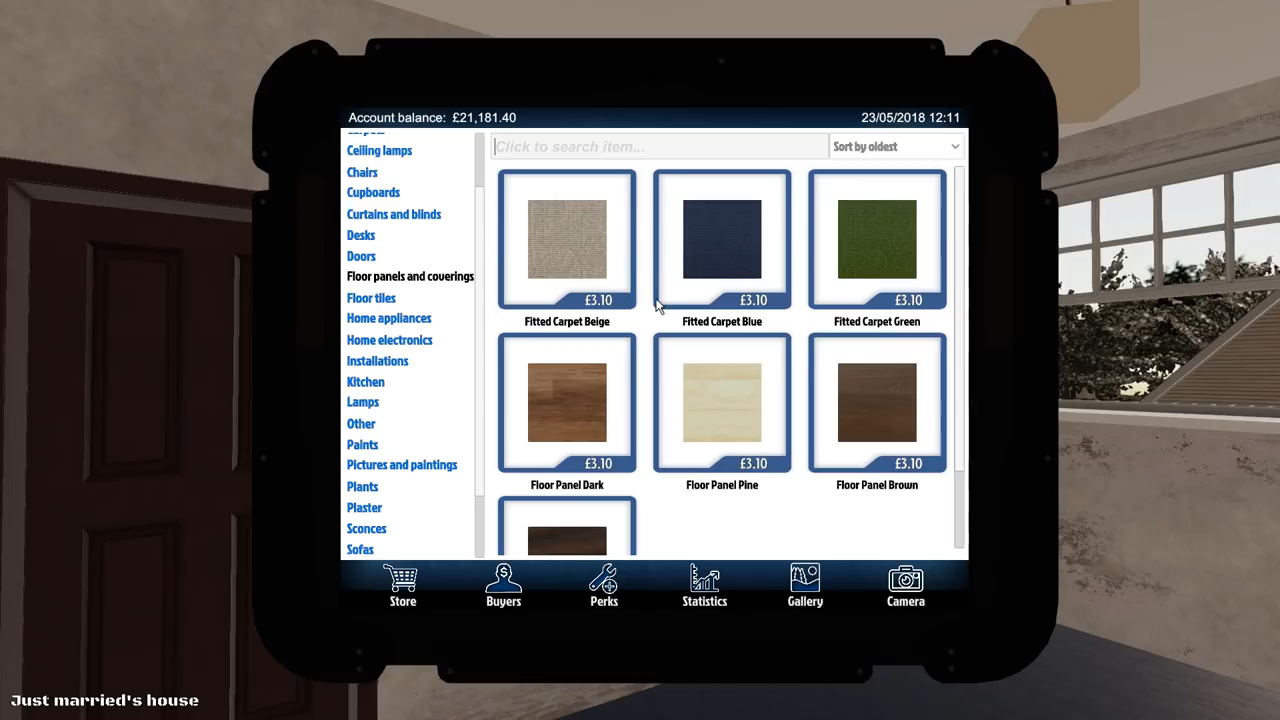 Account balance: £21,181.40
23/05/2018 12:11
Carpets
Ceiling lamps
Chairs
Cupboards
Curtains and blinds
Desks
Doors
Floor panels and coverings
Floor tiles
Home appliances
Home electronics
Installations
Kitchen
Lamps
Other
Paints
Pictures and paintings
Plants
Plaster
Sconces
Sofas
Click to search item...
Sort by oldest
£3.10 £3.10 £3.10
Fitted Carpet Beige Fitted Carpet Blue Fitted Carpet Green
£3.10 £3.10 £3.10
Floor Panel Dark Floor Panel Pine Floor Panel Brown
Store Buyers Perks Statistics Gallery Camera
Just married's house